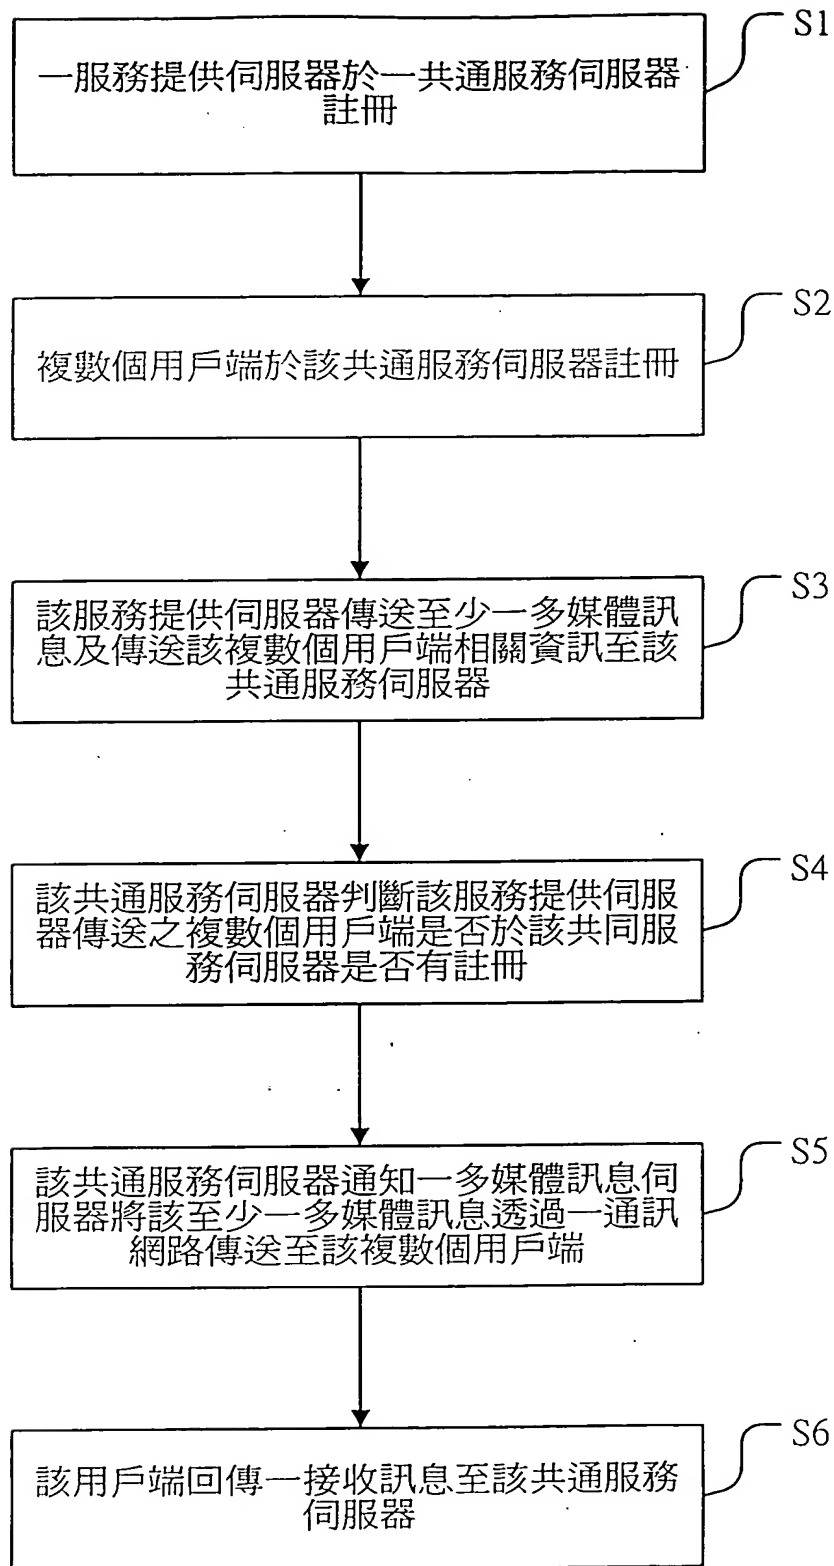 S1
一服務提供伺服器於一共通服務伺服器
註冊
S2
複數個用戶端於該共通服務伺服器註冊
S3
該服務提供伺服器傳送至少一多媒體訊
息及傳送該複數個用戶端相關資訊至該
共通服務伺服器
S4
該共通服務伺服器判斷該服務提供伺服
器傳送之複數個用戶端是否於該共同服
務伺服器是否有註冊
S5
該共通服務伺服器通知一多媒體訊息伺
服器將該至少一多媒體訊息透過一通訊
網路傳送至該複數個用戶端
S6
該用戶端回傳一接收訊息至該共通服務
伺服器